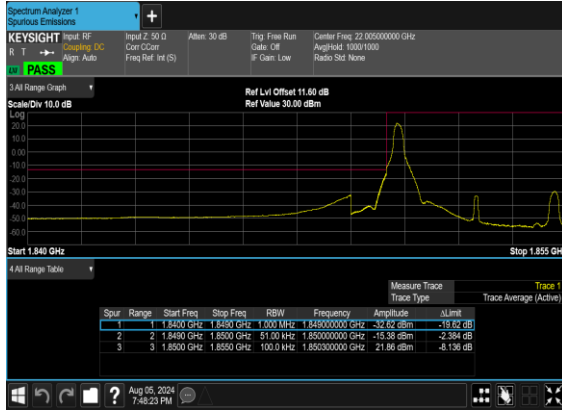 Spectrum Analyzer 1
Spurious Emissions
KEYSIGHT Input: RF Input Z: 50 Ω Atten: 30 dB Trig: Free Run Center Freq: 22.005000000 GHz
R T Coupling: DC Corr CCorr Gate: Off Avg|Hold: 1000/1000
Align: Auto Freq Ref: Int (S) IF Gain: Low Radio Std: None
PASS
3 All Range Graph
Ref Lvl Offset 11.60 dB
Scale/Div 10.0 dB Ref Value 30.00 dBm
Log
20.0
10.0
0.00
-10.0
-20.0
-30.0
-40.0
-50.0
-60.0
Start 1.840 GHz Stop 1.855 GH
4 All Range Table
Measure Trace Trace 1
Trace Type Trace Average (Active)
Spur Range Start Freq Stop Freq RBW Frequency Amplitude ΔLimit
1 1 1.8400 GHz 1.8490 GHz 1.000 MHz 1.849000000 GHz -32.62 dBm -19.62 dB
2 2 1.8490 GHz 1.8500 GHz 51.00 kHz 1.850000000 GHz -15.38 dBm -2.384 dB
3 3 1.8500 GHz 1.8550 GHz 100.0 kHz 1.850300000 GHz 21.86 dBm -8.136 dB
Aug 05, 2024
7:48:23 PM